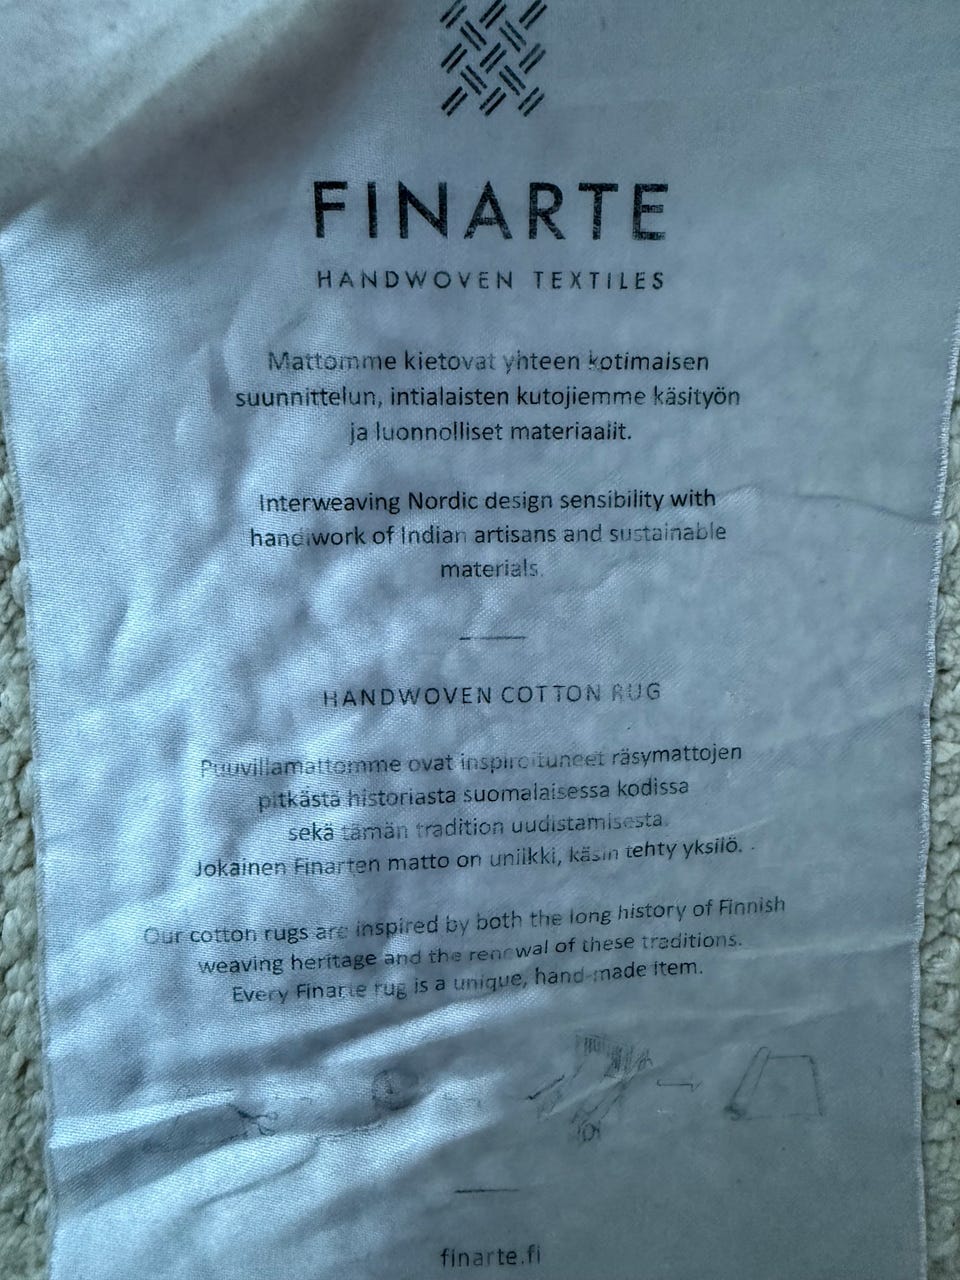 FINARTE
HANDWOVEN TEXTILES
Mattomme kietovat yhteen kotimaisen
suunnittelun, intialaisten kutojiemme käsityön
ja luonnolliset materiaalit.
Interweaving Nordic design sensibility with
handiwork of Indian artisans and sustainable
materials.
HANDWOVEN COTTON RUG
Puuvillamattomme ovat inspiroituneet räsymattojen
pitkästä historiasta suomalaisessa kodissa
sekä tämän tradition uudistamisesta.
Jokainen Finarten matto on uniikki, käsin tehty yksilö.
Our cotton rugs are inspired by both the long history of Finnish
weaving heritage and the renewal of these traditions.
Every Finarte rug is a unique, hand-made item.
finarte.fi